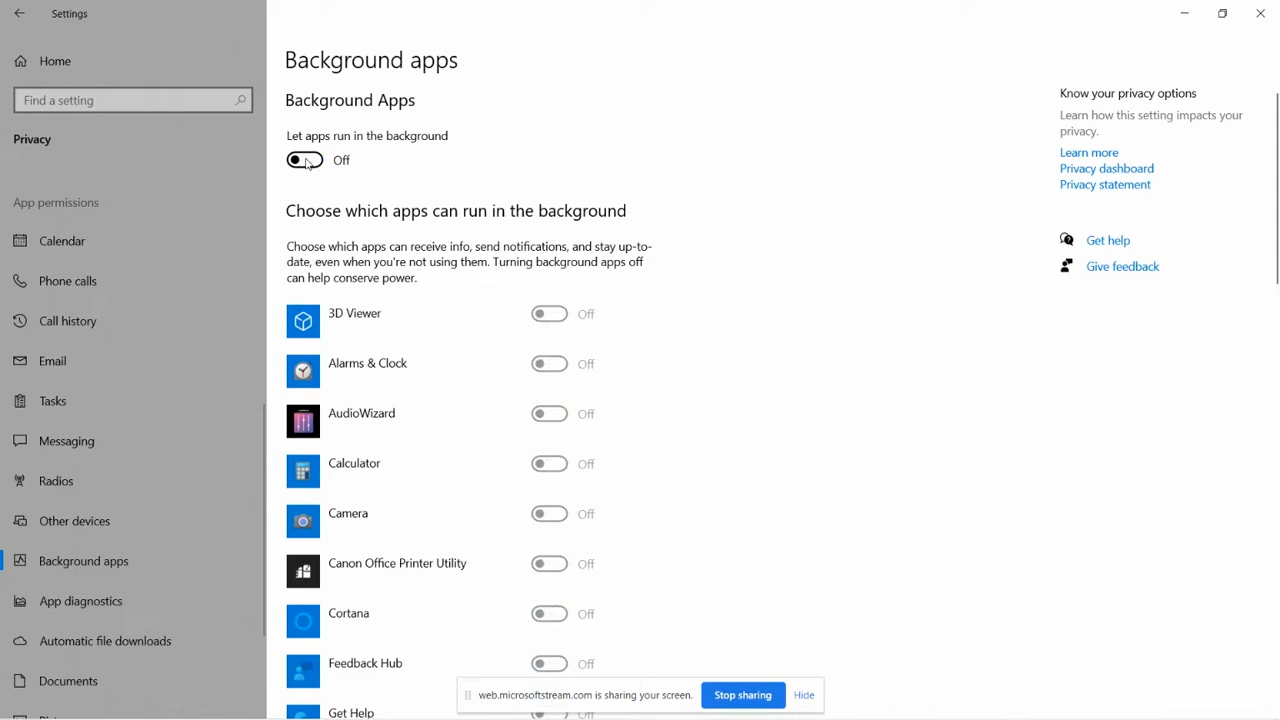 Settings
Home
Find a setting
Privacy
App permissions
Calendar
Phone calls
Call history
Email
Tasks
Messaging
Radios
Other devices
Background apps
App diagnostics
Automatic file downloads
Documents
Background apps
Background Apps
Let apps run in the background
Off
Choose which apps can run in the background
Choose which apps can receive info, send notifications, and stay up-to-
date, even when you're not using them. Turning background apps off
can help conserve power.
3D Viewer Off
Alarms & Clock Off
AudioWizard Off
Calculator Off
Camera Off
Canon Office Printer Utility Off
Cortana Off
Feedback Hub Off
Get Help
Know your privacy options
Learn how this setting impacts your
privacy.
Learn more
Privacy dashboard
Privacy statement
Get help
Give feedback
web.microsoftstream.com is sharing your screen. Stop sharing Hide